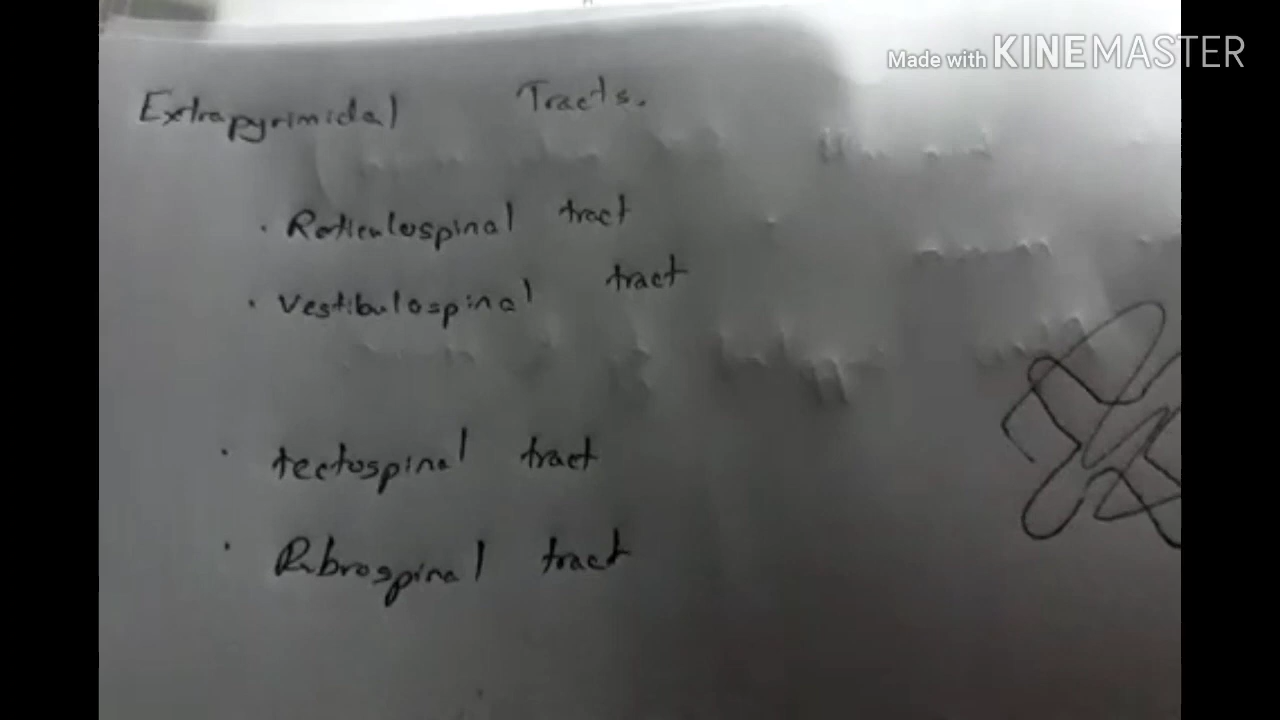 Made with KINEMASTER
Extrapyrimidal Tracts.
· Reticulospinal tract
· Vestibulospinal tract
· tectospinal tract
· Rubrospinal tract